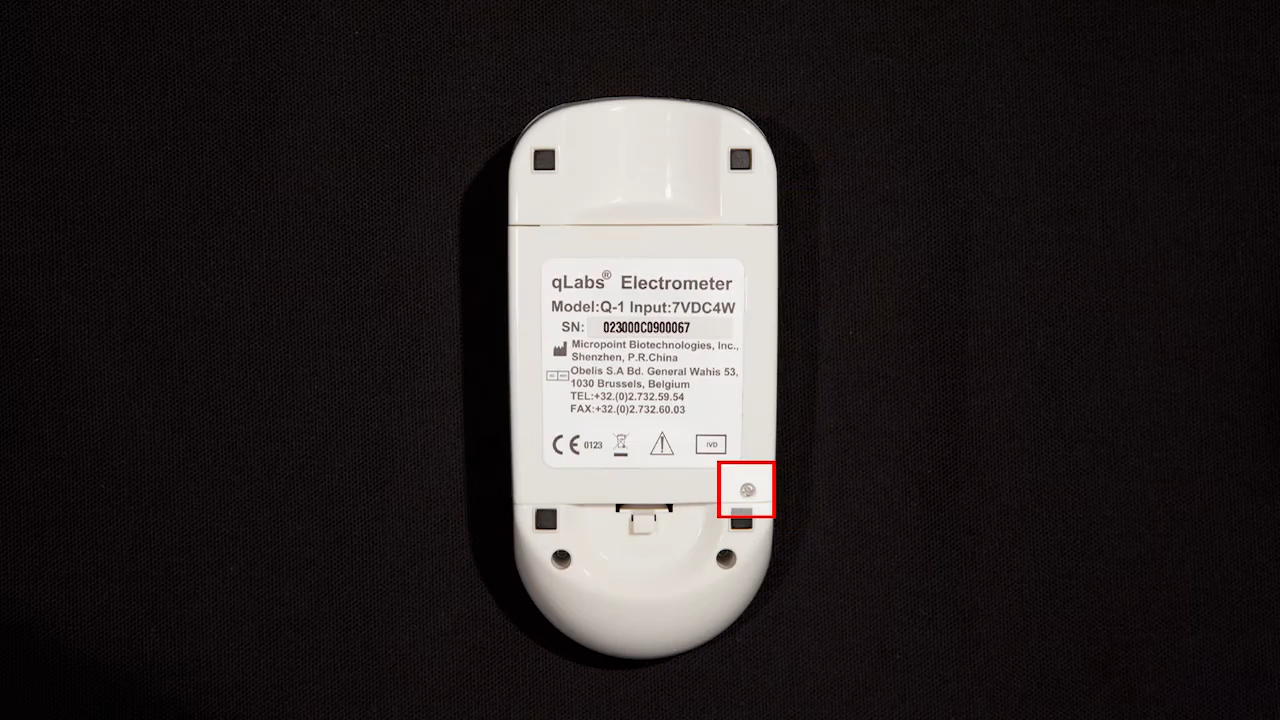 qLabs® Electrometer
Model:Q-1 Input:7VDC4W
SN: 023000C0900067
Micropoint Biotechnologies, Inc.,
Shenzhen, P.R.China
Obelis S.A Bd. General Wahis 53,
1030 Brussels, Belgium
TEL:+32.(0)2.732.59.54
FAX:+32.(0)2.732.60.03
CE 0123 IVD